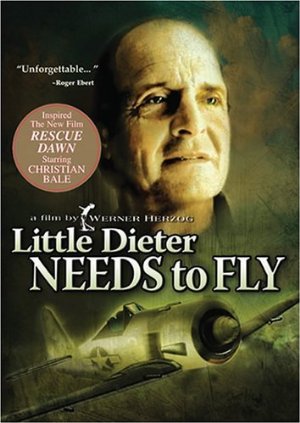 "Unforgettable..."
-Roger Ebert
Inspired
The New Film
RESCUE
DAWN
Starring
CHRISTIAN
BALE
a film by WERNER HERZOG
Little Dieter
NEEDS to FLY